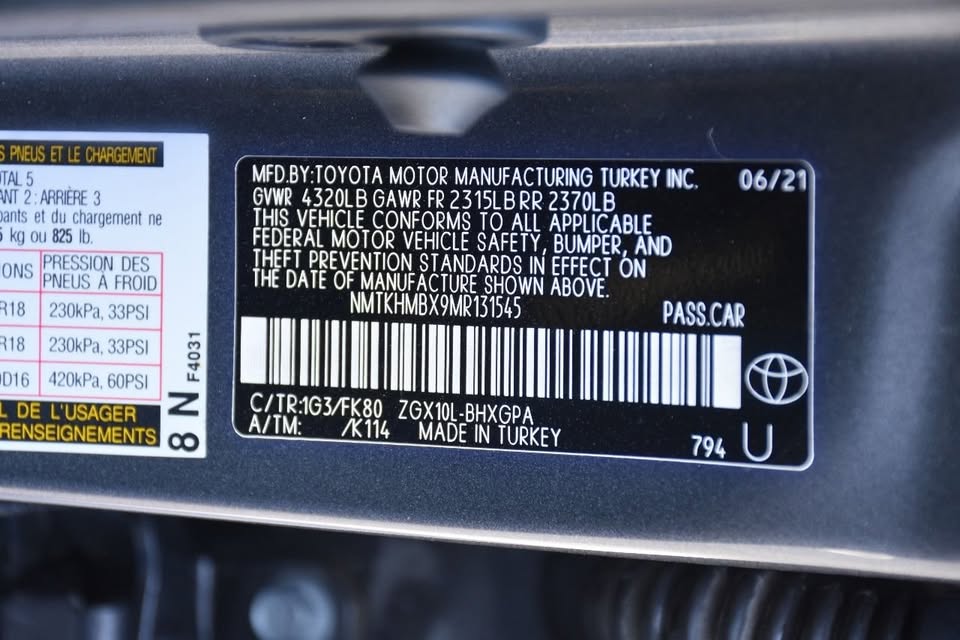 S PNEUS ET LE CHARGEMENT
TAL 5
ANT 2 : ARRIÈRE 3
pants et du chargement ne
5 kg ou 825 lb.
IONS PRESSION DES PNEUS À FROID
R18 230kPa, 33PSI
R18 230kPa, 33PSI
0D16 420kPa, 60PSI
L DE L'USAGER
RENSEIGNEMENTS
8 N F4031
MFD.BY:TOYOTA MOTOR MANUFACTURING TURKEY INC. 06/21
GVWR 4320LB GAWR FR 2315LB RR 2370LB
THIS VEHICLE CONFORMS TO ALL APPLICABLE
FEDERAL MOTOR VEHICLE SAFETY, BUMPER, AND
THEFT PREVENTION STANDARDS IN EFFECT ON
THE DATE OF MANUFACTURE SHOWN ABOVE.
NMTKHMBX9MR131545 PASS.CAR
C/TR:1G3/FK80 ZGX10L-BHXGPA
A/TM: /K114 MADE IN TURKEY 794 U